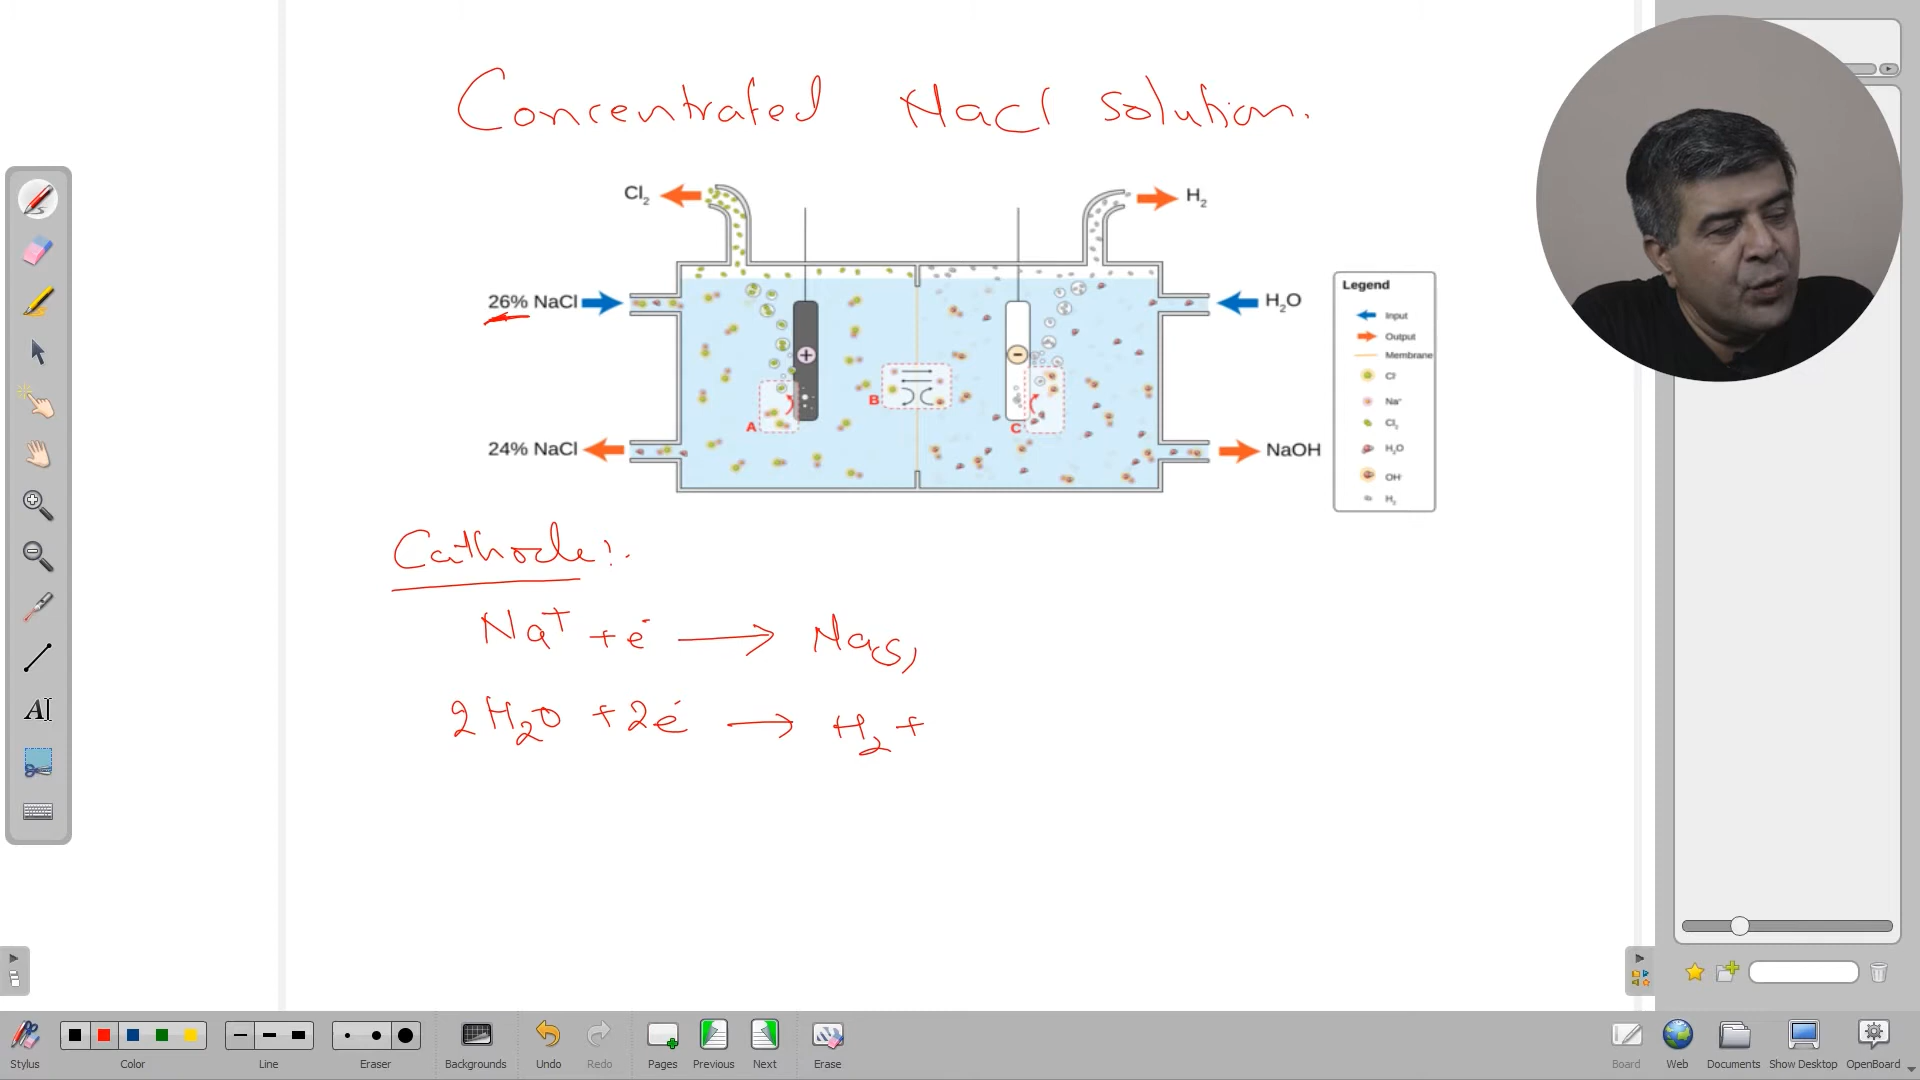 Concentrated NaCl solution.
Cl₂
H₂
26% NaCl
H₂O
Legend
Input
Output
Membrane
Cl⁻
Na⁺
Cl₂
H₂O
OH⁻
H₂
+
−
A
B
C
24% NaCl
NaOH
Cathode:
Na⁺ + e⁻ → Na(s)
2H₂O + 2e⁻ → H₂ +
A
Stylus
Color
Line
Eraser
Backgrounds
Undo
Redo
Pages
Previous
Next
Erase
Board
Web
Documents
Show Desktop
OpenBoard